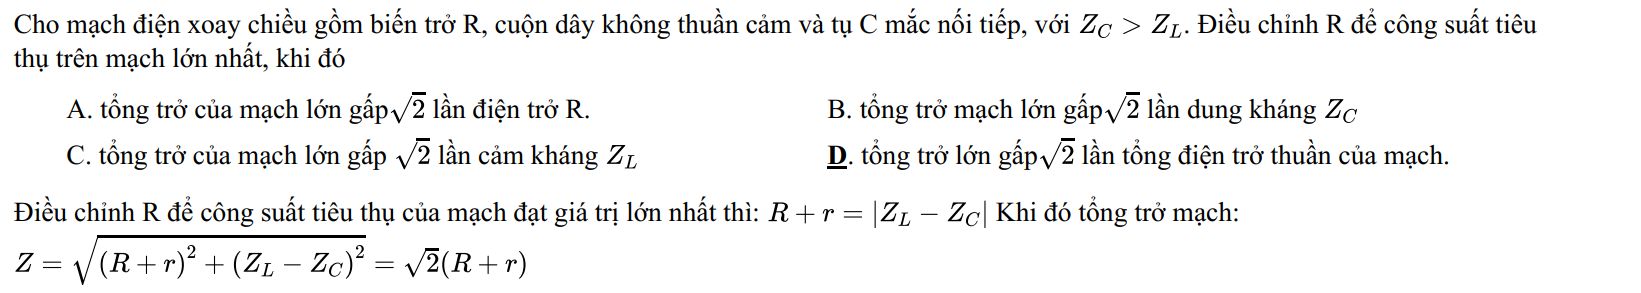 Cho mạch điện xoay chiều gồm biến trở R, cuộn dây không thuần cảm và tụ C mắc nối tiếp, với $Z_C > Z_L$. Điều chỉnh R để công suất tiêu
thụ trên mạch lớn nhất, khi đó
A. tổng trở của mạch lớn gấp$\sqrt{2}$ lần điện trở R.
B. tổng trở mạch lớn gấp$\sqrt{2}$ lần dung kháng $Z_C$
C. tổng trở của mạch lớn gấp $\sqrt{2}$ lần cảm kháng $Z_L$
D. tổng trở lớn gấp$\sqrt{2}$ lần tổng điện trở thuần của mạch.
Điều chỉnh R để công suất tiêu thụ của mạch đạt giá trị lớn nhất thì: $R + r = |Z_L - Z_C|$ Khi đó tổng trở mạch:
$Z = \sqrt{(R + r)^2 + (Z_L - Z_C)^2} = \sqrt{2}(R + r)$